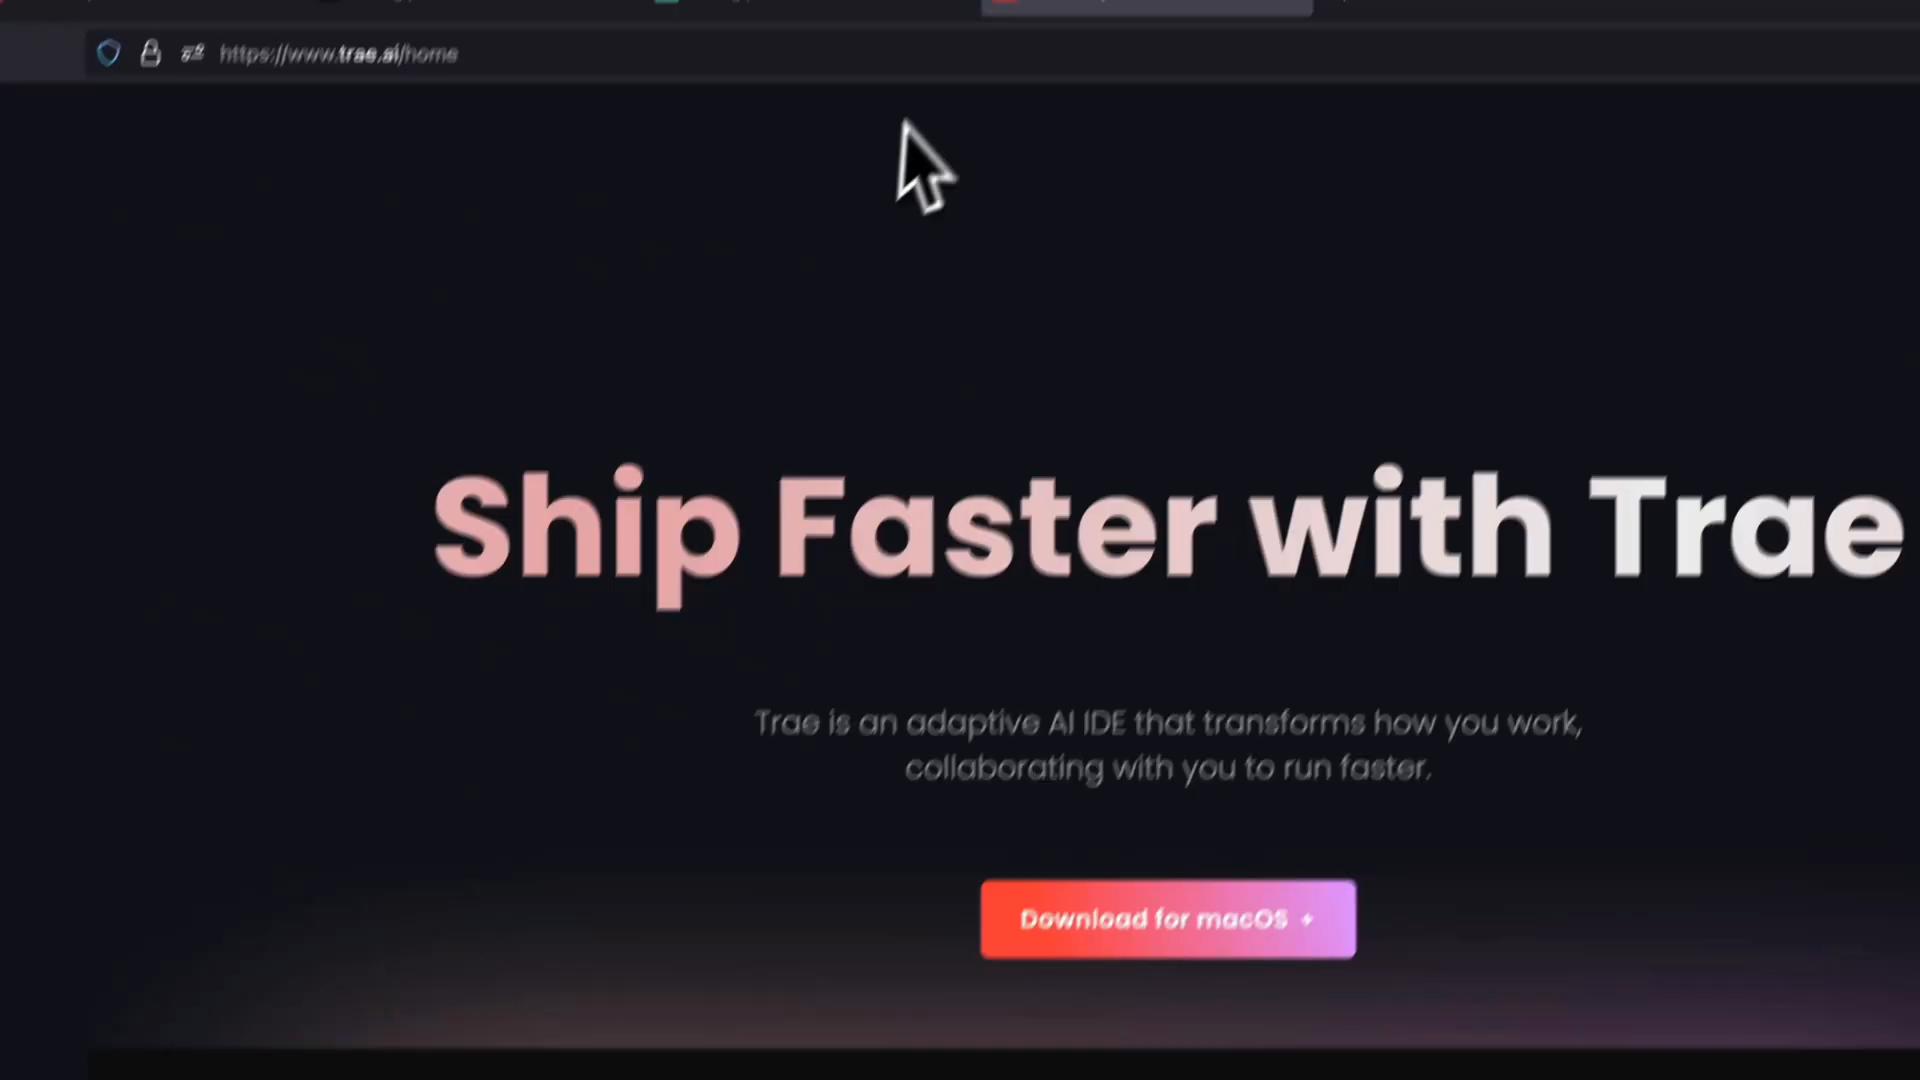 https://www.trae.ai/home
Ship Faster with Trae
Trae is an adaptive AI IDE that transforms how you work,
collaborating with you to run faster.
Download for macOS